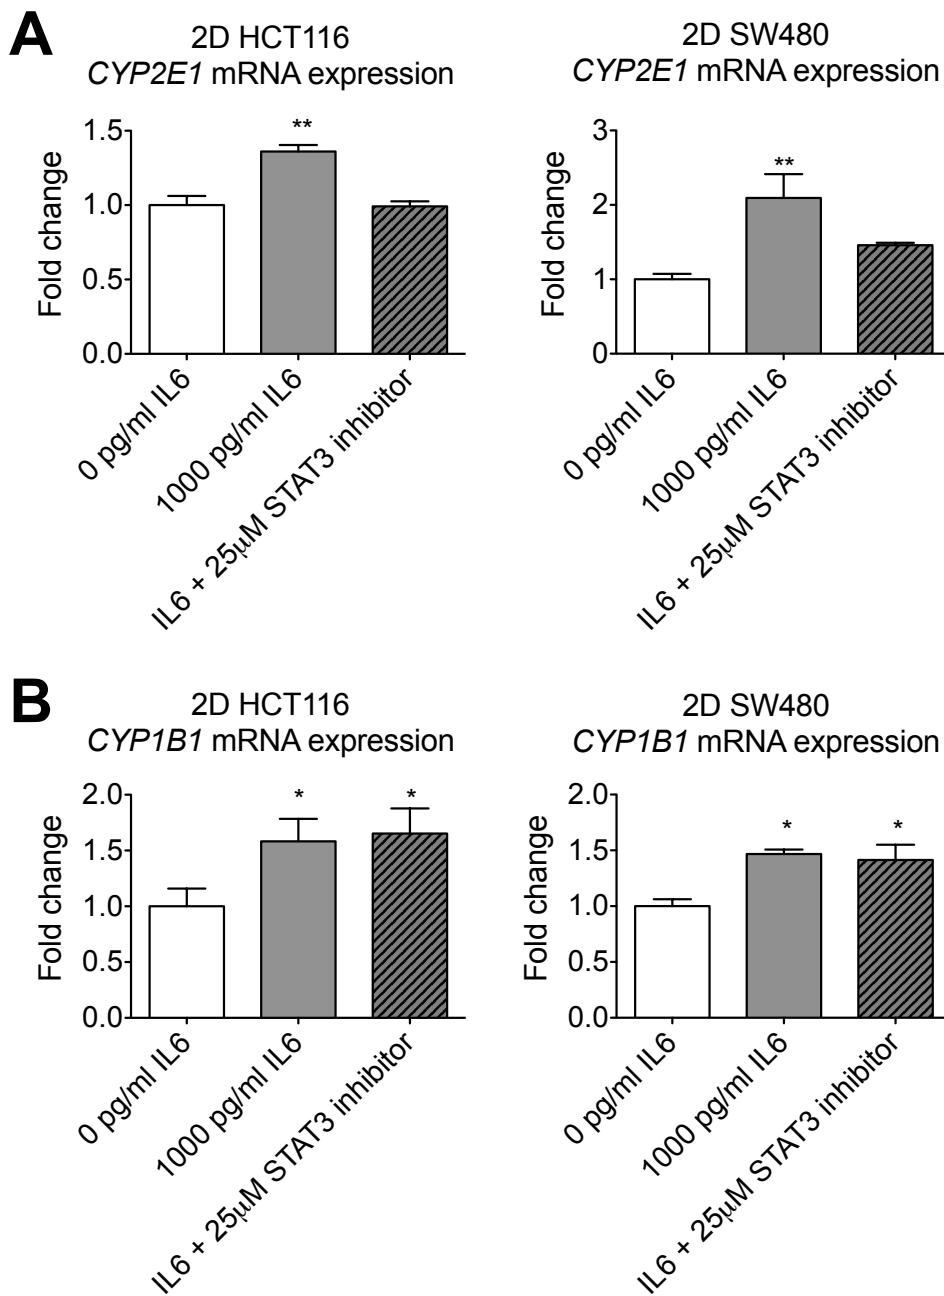 A
2D HCT116
CYP2E1 mRNA expression
Fold change
1.5
1.0
0.5
0.0
**
0 pg/ml IL6
1000 pg/ml IL6
IL6 + 25μM STAT3 inhibitor
2D SW480
CYP2E1 mRNA expression
Fold change
3
2
1
0
**
0 pg/ml IL6
1000 pg/ml IL6
IL6 + 25μM STAT3 inhibitor
B
2D HCT116
CYP1B1 mRNA expression
Fold change
2.0
1.5
1.0
0.5
0.0
*
*
0 pg/ml IL6
1000 pg/ml IL6
IL6 + 25μM STAT3 inhibitor
2D SW480
CYP1B1 mRNA expression
Fold change
2.0
1.5
1.0
0.5
0.0
*
*
0 pg/ml IL6
1000 pg/ml IL6
IL6 + 25μM STAT3 inhibitor